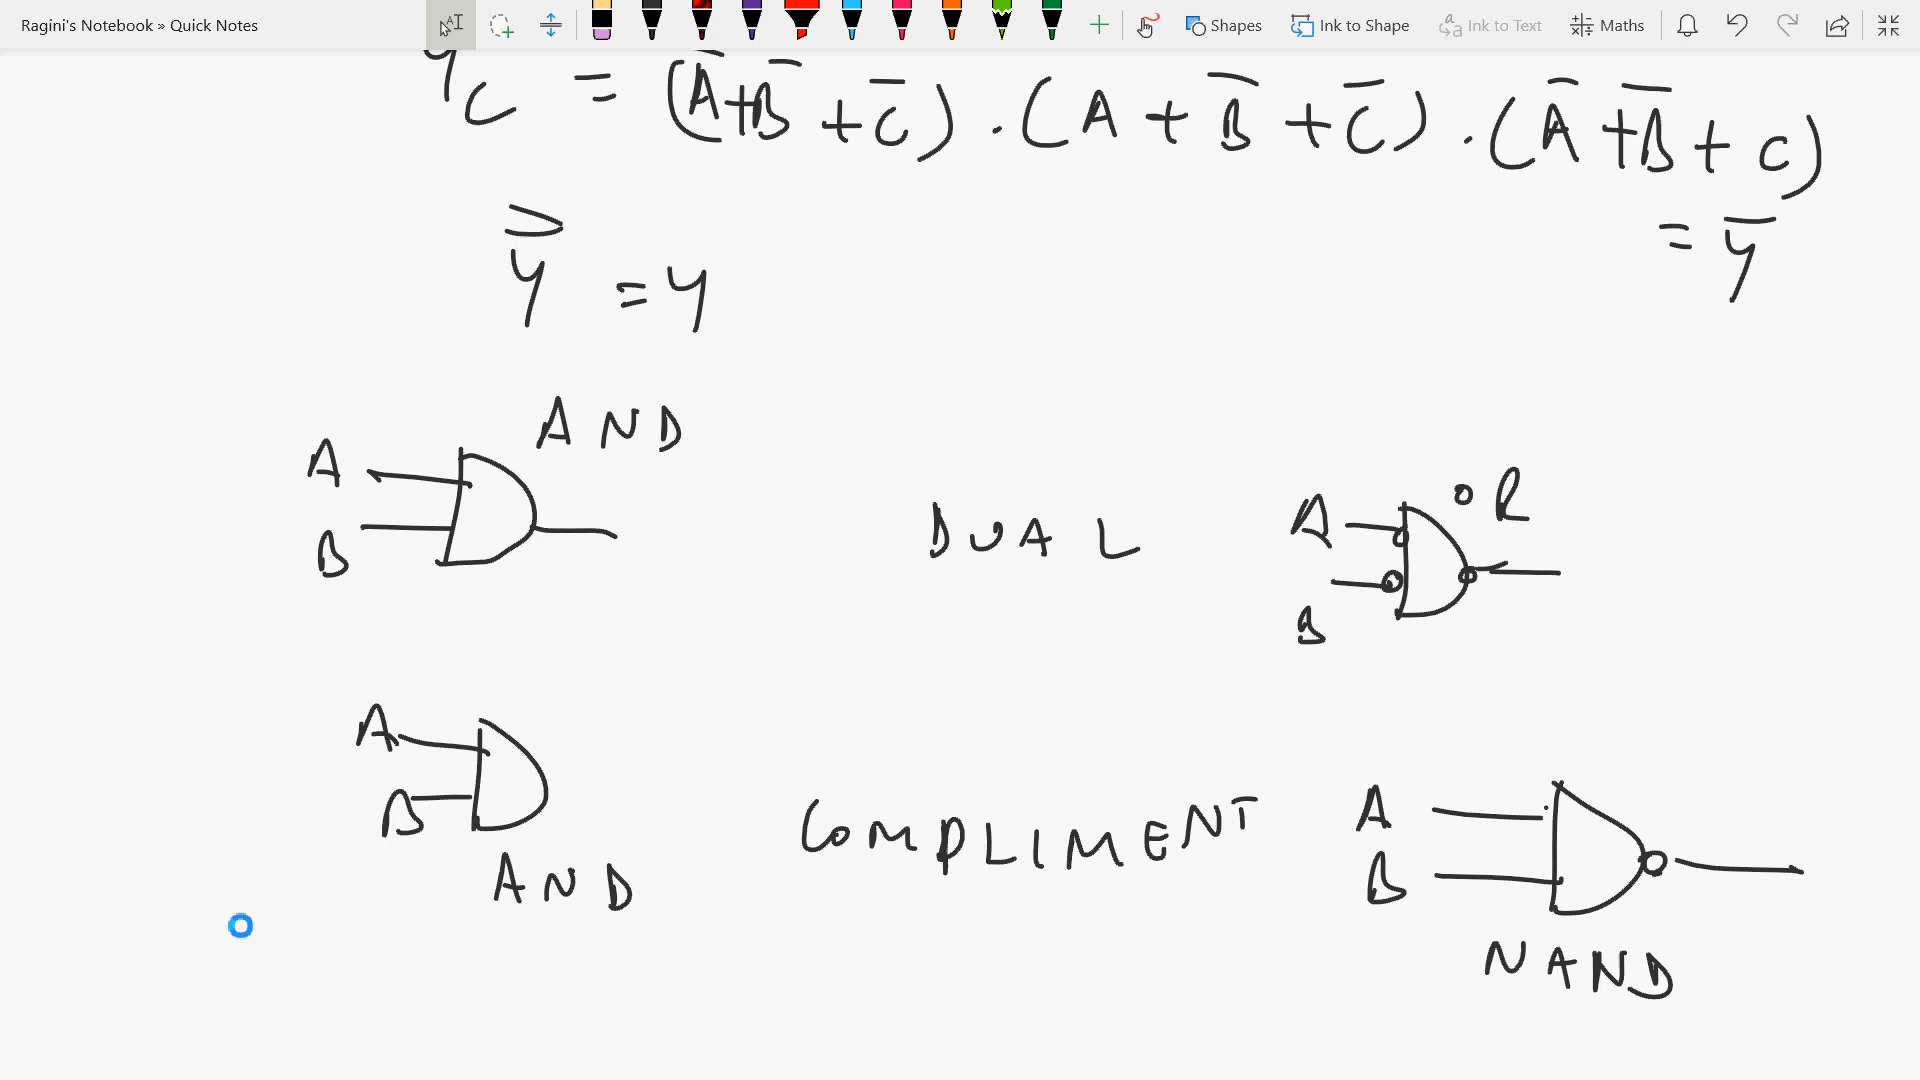 Ragini's Notebook » Quick Notes
Shapes
Ink to Shape
Ink to Text
Maths
Y_C = (A̅+B̅+C̅).(A+B̅+C̅).(A̅+B̅+C)
= Y̅
Y̿ = Y
AND
A
B
DUAL
OR
A
B
A
B
AND
COMPLIMENT
A
B
NAND